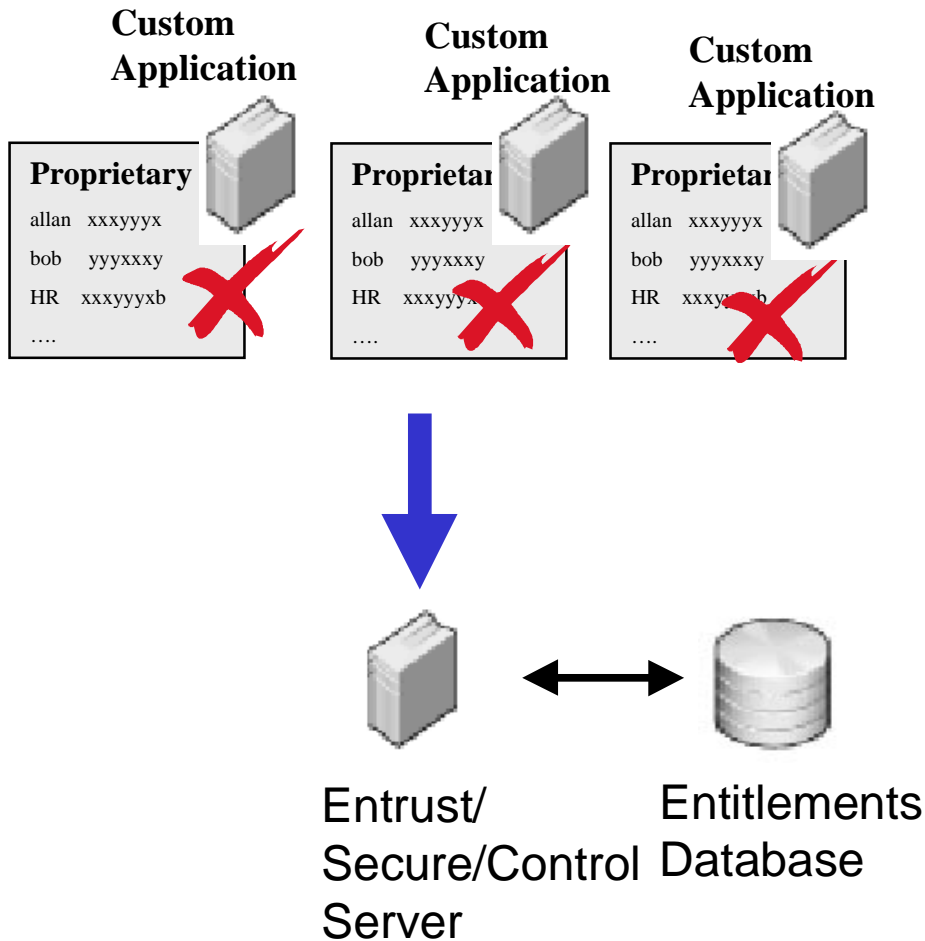 Custom
Application
Custom
Application
Custom
Application
Proprietary
allan xxxyyyx
bob yyyxxxy
HR xxxyyyxb
….
Proprietar
allan xxxyyyx
bob yyyxxxy
HR xxxyyyx
….
Proprietar
allan xxxyyyx
bob yyyxxxy
HR
….
Entrust/
Secure/Control
Server
Entitlements
Database